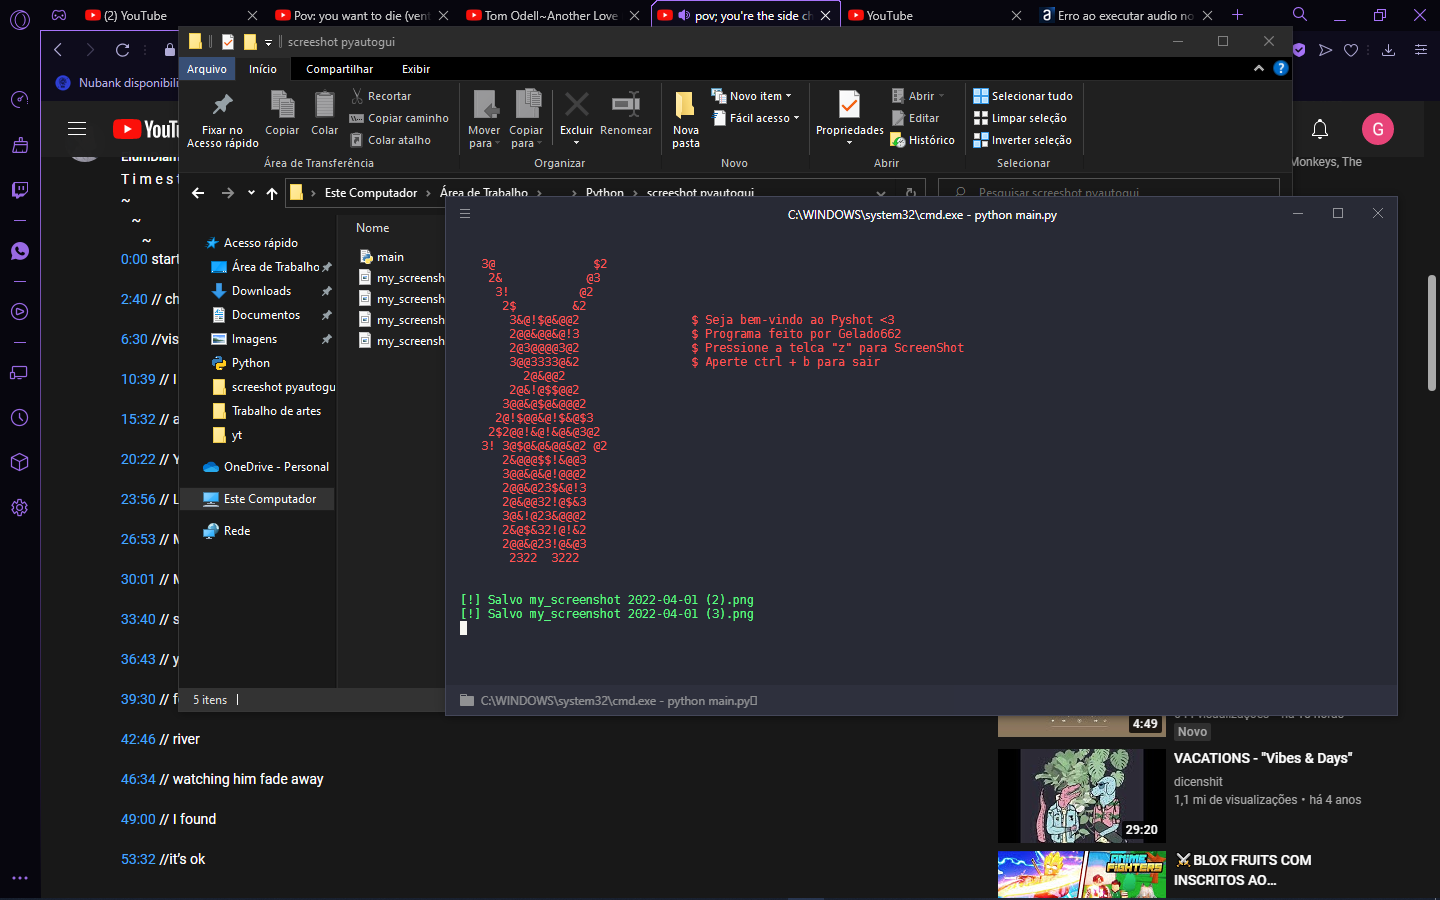 (2) YouTube
Pov: you want to die (vent
Tom Odell~Another Love
pov; you're the side ch
YouTube
Erro ao executar audio no
screeshot pyautogui
Arquivo
Início
Compartilhar
Exibir
Nubank disponibili
Fixar no
Acesso rápido
Copiar
Colar
Recortar
Copiar caminho
Colar atalho
Área de Transferência
Mover
para
Copiar
para
Excluir
Renomear
Organizar
Nova
pasta
Novo item
Fácil acesso
Novo
Propriedades
Abrir
Editar
Histórico
Abrir
Selecionar tudo
Limpar seleção
Inverter seleção
Selecionar
G
Monkeys, The
T i m e s t
~
~
~
Este Computador
Área de Trabalho
Python
screeshot pyautogui
Pesquisar screeshot pyautogui
Acesso rápido
Área de Trabalho
Downloads
Documentos
Imagens
Python
screeshot pyautogu
Trabalho de artes
yt
OneDrive - Personal
Este Computador
Rede
Nome
main
my_screensh
my_screensh
my_screensh
my_screensh
5 itens
C:\WINDOWS\system32\cmd.exe - python main.py
3@              $2
2&            @3
3!          @2
2$        &2
3&@!$@&@@2
$ Seja bem-vindo ao Pyshot <3
2@@&@@&@!3
$ Programa feito por Gelado662
2@3@@@@3@2
$ Pressione a telca "z" para ScreenShot
3@@3333@&2
$ Aperte ctrl + b para sair
2@&@@2
2@&!@$$@@2
3@@&@$@&@@@2
2@!$@@&@!$&@$3
2$2@@!&@!&@&@3@2
3! 3@$@&@&@@&@2 @2
2&@@@$$!&@@3
3@@&@&@!@@@2
2@@&@23$&@!3
2@&@@32!@$&3
3@&!@23&@@@2
2&@$&32!@!&2
2@@&@23!@&@3
2322  3222
[!] Salvo my_screenshot 2022-04-01 (2).png
[!] Salvo my_screenshot 2022-04-01 (3).png
C:\WINDOWS\system32\cmd.exe - python main.py
0:00 start
2:40 // ch
6:30 //vis
10:39 // I
15:32 // a
20:22 // Y
23:56 // L
26:53 // M
30:01 // M
33:40 // s
36:43 // y
39:30 // f
42:46 // river
46:34 // watching him fade away
49:00 // I found
53:32 //it's ok
4:49
Novo
VACATIONS - "Vibes & Days"
dicenshit
1,1 mi de visualizações • há 4 anos
29:20
ANIME
FIGHTERS
⚔️BLOX FRUITS COM
INSCRITOS AO...